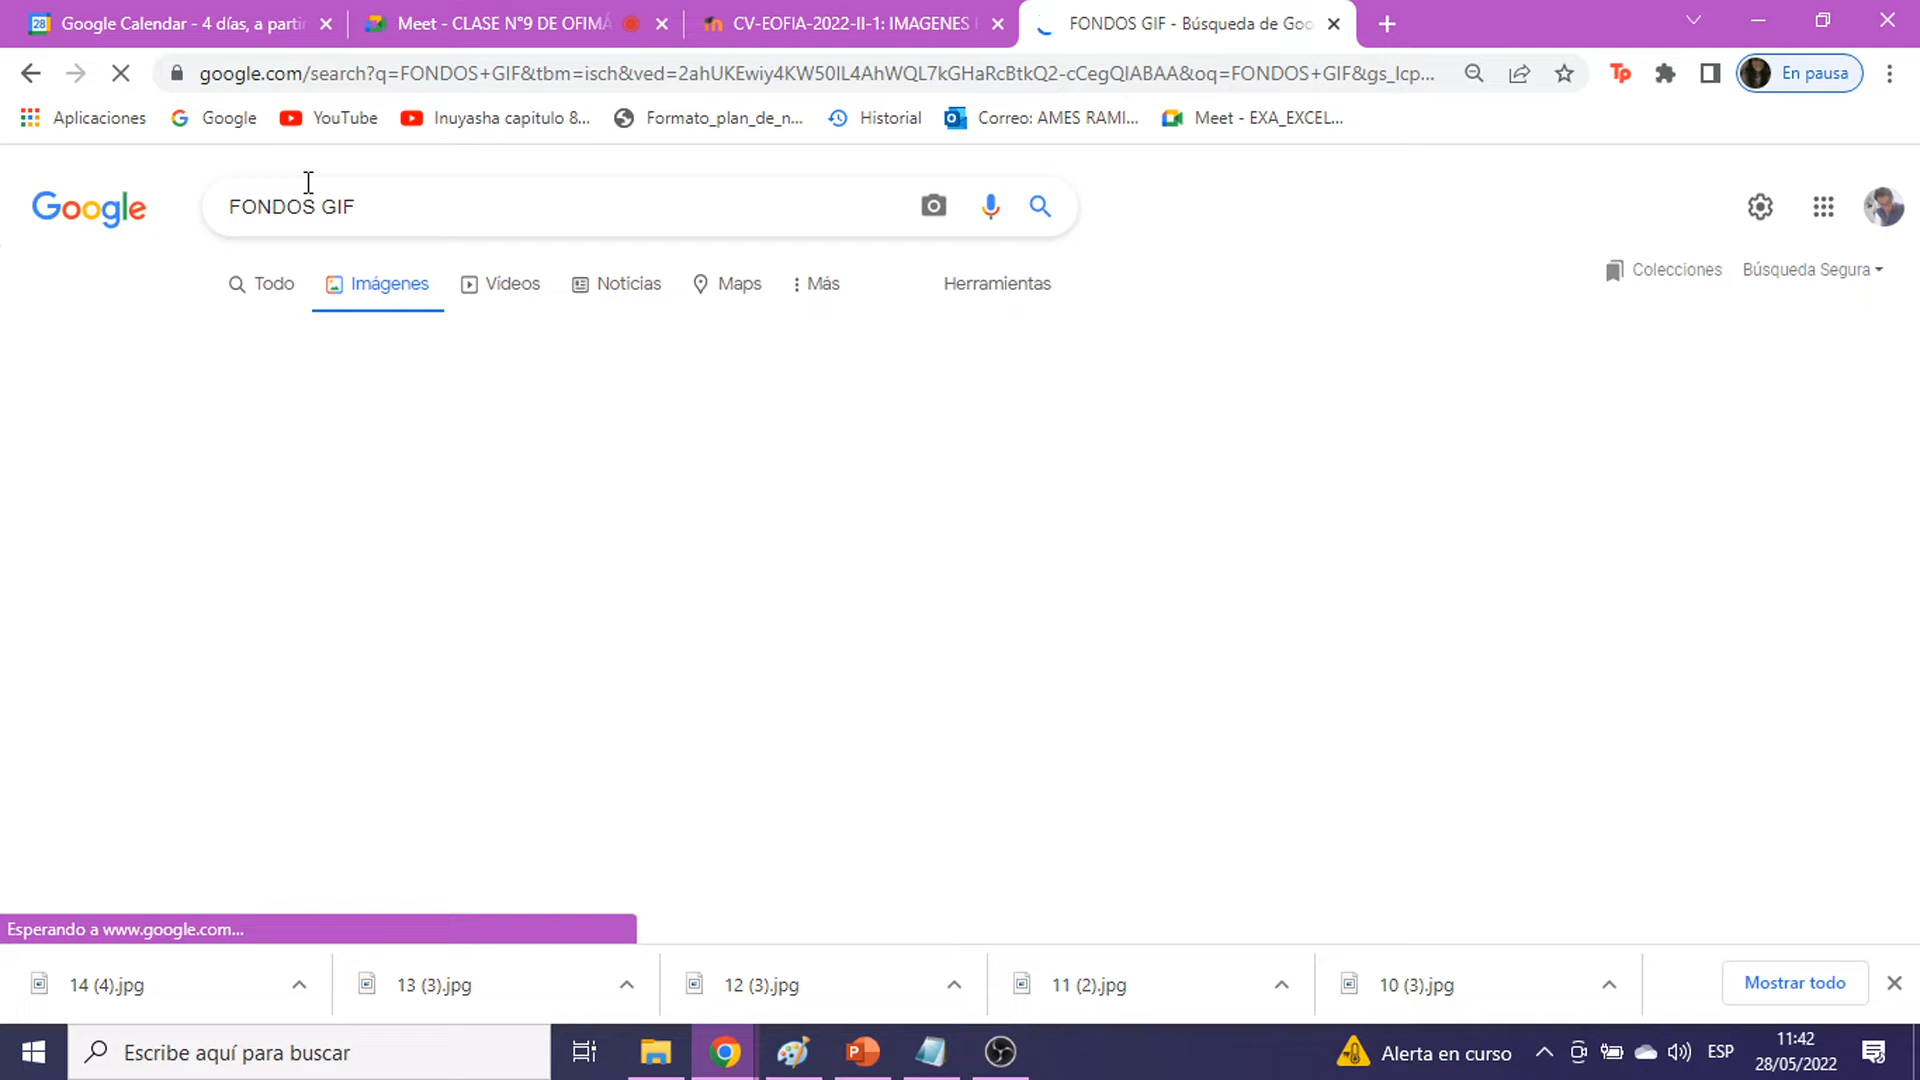 Google Calendar - 4 días, a parti
Meet - CLASE N°9 DE OFIMÁ
CV-EOFIA-2022-II-1: IMAGENES
FONDOS GIF - Búsqueda de Goo
google.com/search?q=FONDOS+GIF&tbm=isch&ved=2ahUKEwiy4KW50IL4AhWQL7kGHaRcBtkQ2-cCegQIABAA&oq=FONDOS+GIF&gs_lcp...
Tp
En pausa
Aplicaciones
Google
YouTube
Inuyasha capitulo 8...
Formato_plan_de_n...
Historial
Correo: AMES RAMI...
Meet - EXA_EXCEL...
Google
FONDOS GIF
Todo
Imágenes
Vídeos
Noticias
Maps
Más
Herramientas
Colecciones
Búsqueda Segura
Esperando a www.google.com...
14 (4).jpg
13 (3).jpg
12 (3).jpg
11 (2).jpg
10 (3).jpg
Mostrar todo
Escribe aquí para buscar
Alerta en curso
ESP
11:42
28/05/2022